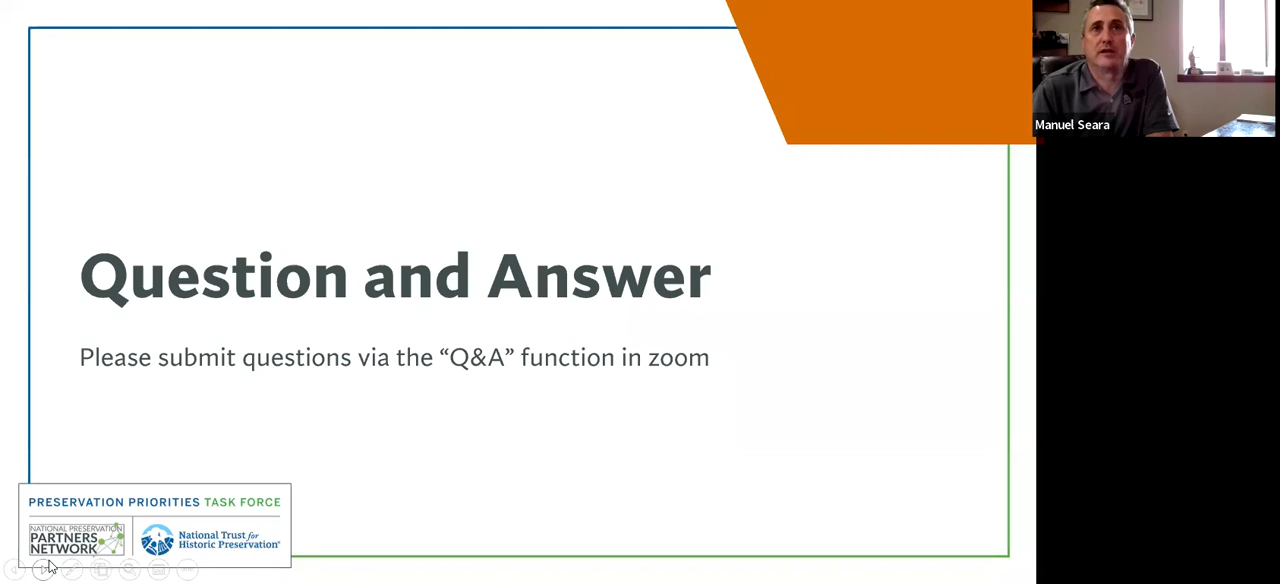 Manuel Seara
Question and Answer
Please submit questions via the “Q&A” function in zoom
PRESERVATION PRIORITIES TASK FORCE
NATIONAL PRESERVATION
PARTNERS
NETWORK
National Trust for
Historic Preservation®